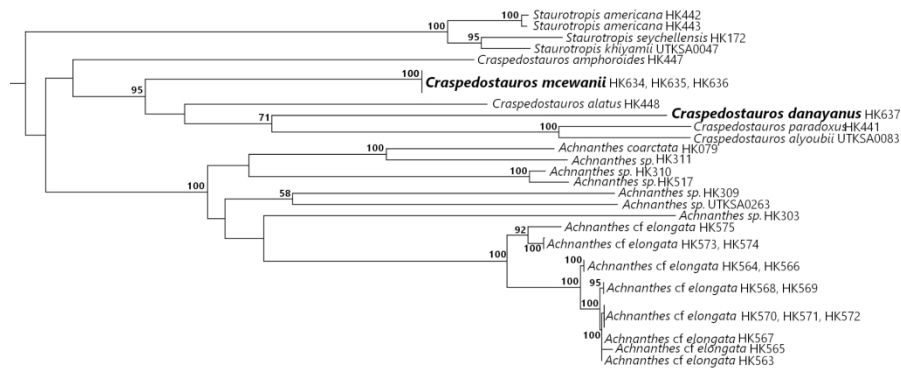 100 Staurotropis americana HK442
100 Staurotropis americana HK443
95 Staurotropis seychellensis HK172
Staurotropis khiyamii UTKSA0047
Craspedostauros amphoroides HK447
100
95 Craspedostauros mcewanii HK634, HK635, HK636
Craspedostauros alatus HK448
71 Craspedostauros danayanus HK637
100 Craspedostauros paradoxus HK441
Craspedostauros alyoubii UTKSA0083
100 Achnanthes coarctata HK079
Achnanthes sp. HK311
100 Achnanthes sp. HK310
100 Achnanthes sp. HK517
58 Achnanthes sp. HK309
Achnanthes sp. UTKSA0263
Achnanthes sp. HK303
92 Achnanthes cf elongata HK575
100 Achnanthes cf elongata HK573, HK574
100
100 Achnanthes cf elongata HK564, HK566
100 95 Achnanthes cf elongata HK568, HK569
100
Achnanthes cf elongata HK570, HK571, HK572
100 Achnanthes cf elongata HK567
Achnanthes cf elongata HK565
Achnanthes cf elongata HK563